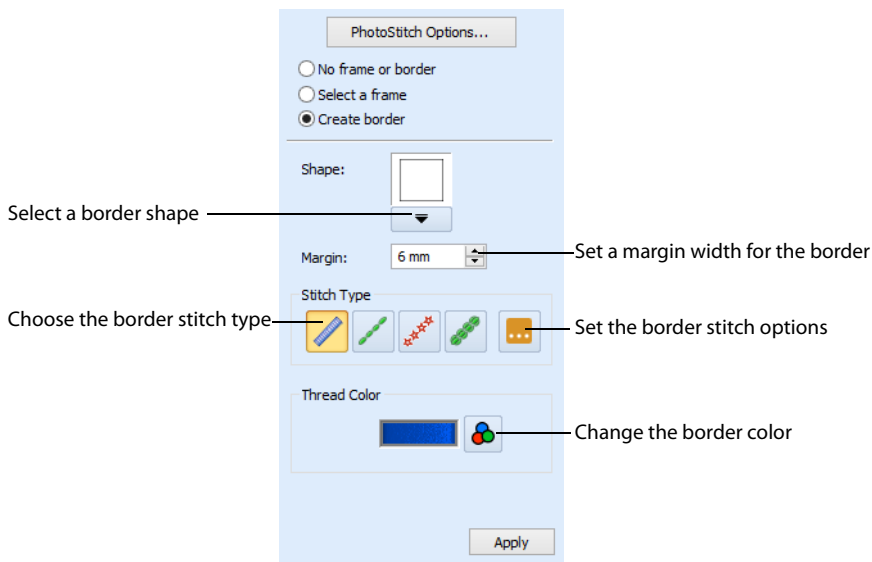 PhotoStitch Options...
No frame or border
Select a frame
Create border
Shape:
Select a border shape
Margin:
6 mm
Set a margin width for the border
Stitch Type
Choose the border stitch type
Set the border stitch options
Thread Color
Change the border color
Apply